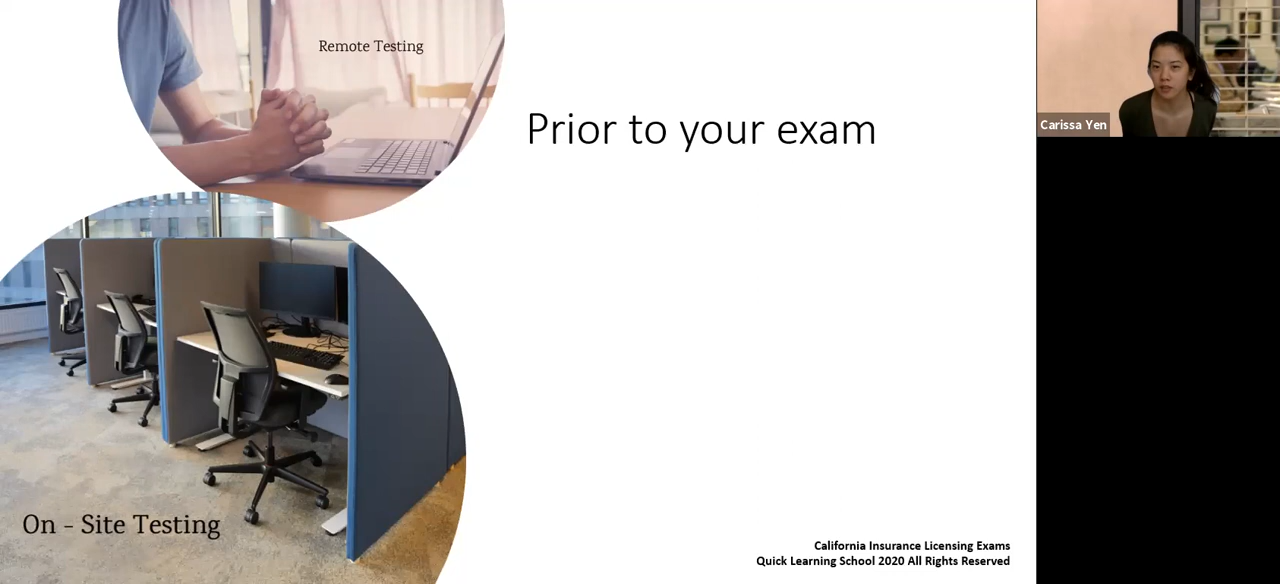 Remote Testing
Prior to your exam
Carissa Yen
On - Site Testing
California Insurance Licensing Exams
Quick Learning School 2020 All Rights Reserved